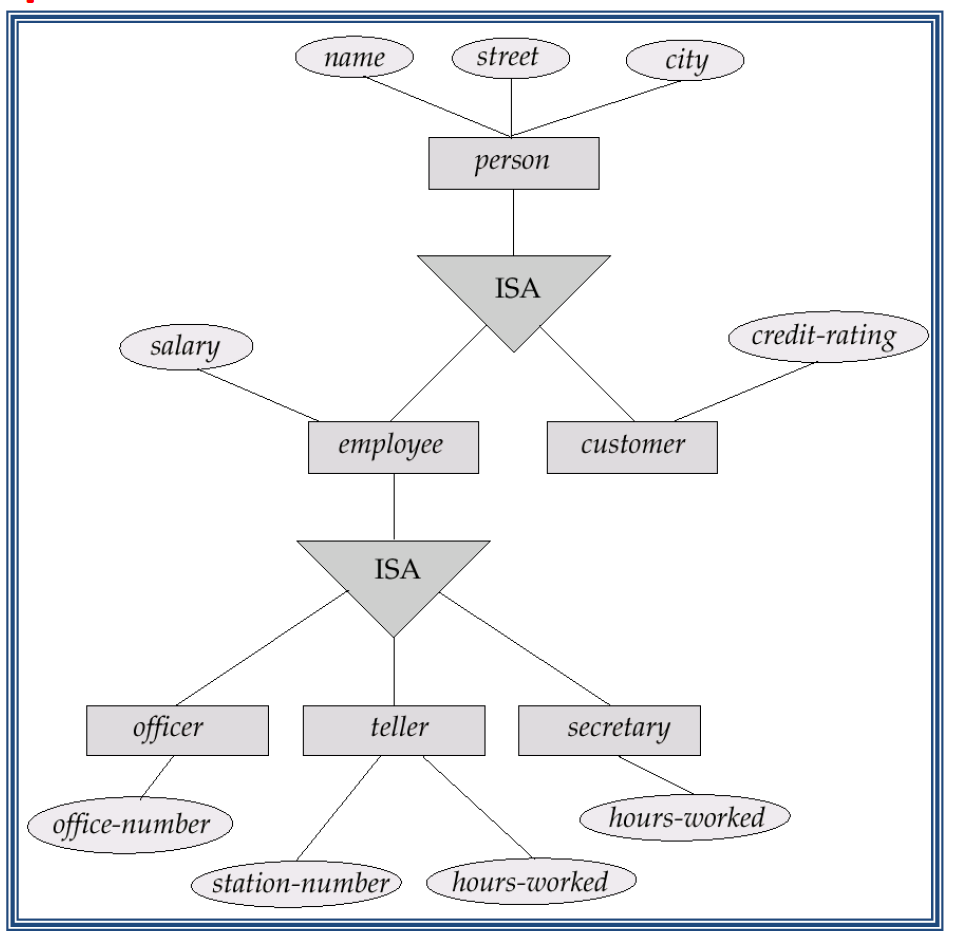 name
street
city
person
ISA
salary
credit-rating
employee
customer
ISA
officer
teller
secretary
office-number
hours-worked
station-number
hours-worked